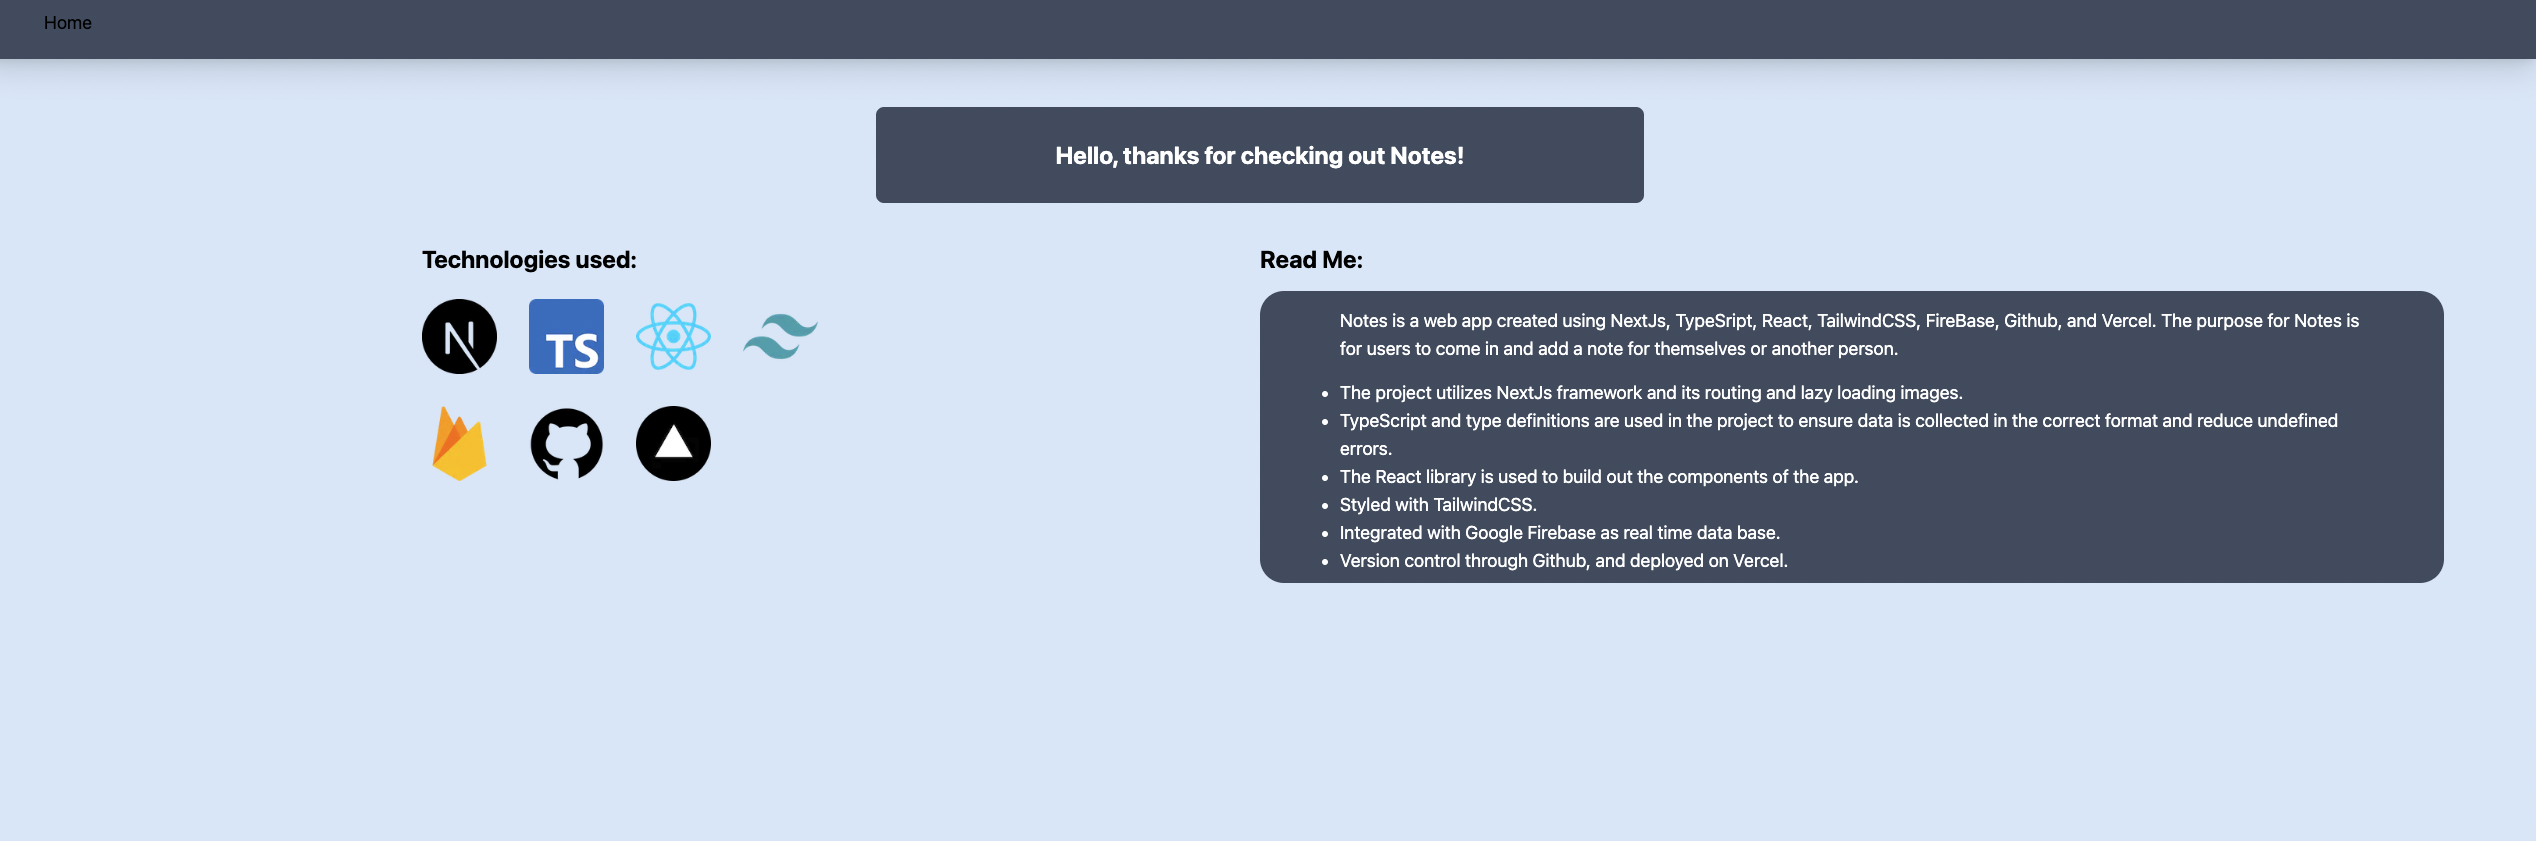 Home
Hello, thanks for checking out Notes!
Technologies used:
N
TS
Read Me:
Notes is a web app created using NextJs, TypeSript, React, TailwindCSS, FireBase, Github, and Vercel. The purpose for Notes is
for users to come in and add a note for themselves or another person.
• The project utilizes NextJs framework and its routing and lazy loading images.
• TypeScript and type definitions are used in the project to ensure data is collected in the correct format and reduce undefined
errors.
• The React library is used to build out the components of the app.
• Styled with TailwindCSS.
• Integrated with Google Firebase as real time data base.
• Version control through Github, and deployed on Vercel.